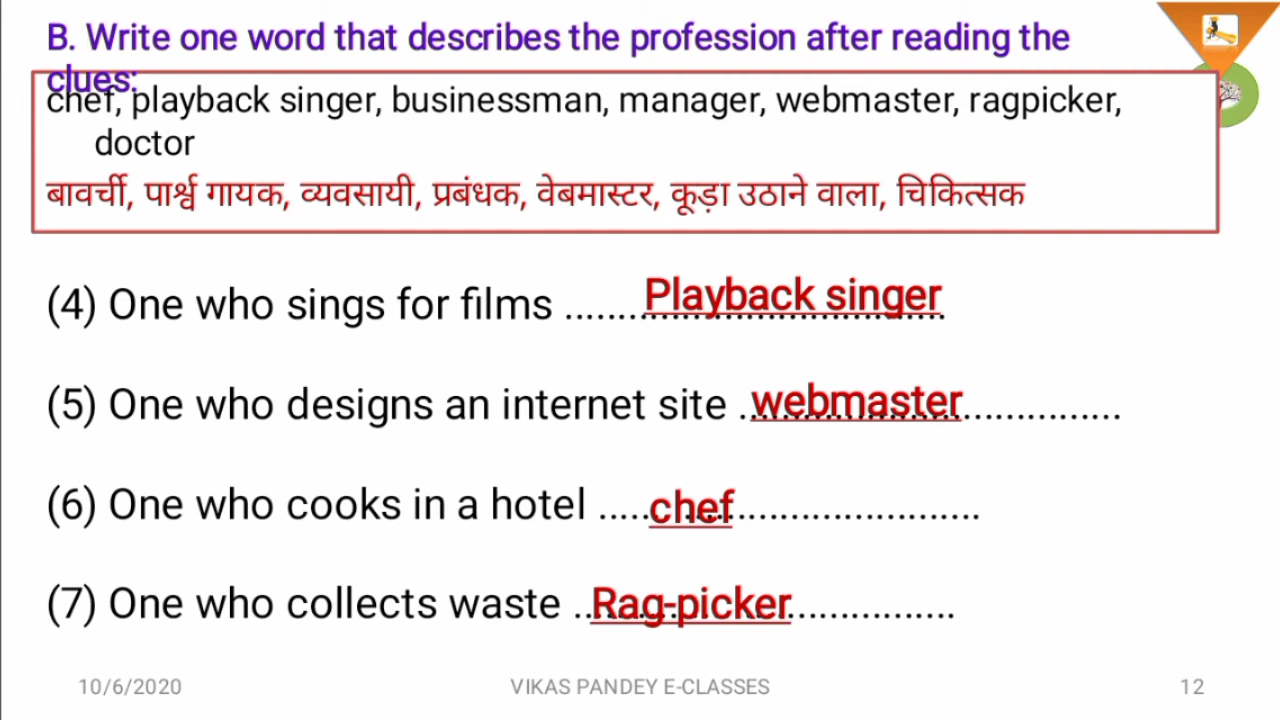 B. Write one word that describes the profession after reading the
clues:
chef, playback singer, businessman, manager, webmaster, ragpicker,
doctor
बावर्ची, पार्श्व गायक, व्यवसायी, प्रबंधक, वेबमास्टर, कूड़ा उठाने वाला, चिकित्सक
(4) One who sings for films ....... Playback singer
(5) One who designs an internet site . webmaster .........
(6) One who cooks in a hotel ..... chef ..............
(7) One who collects waste .. Rag-picker .........
10/6/2020 VIKAS PANDEY E-CLASSES 12